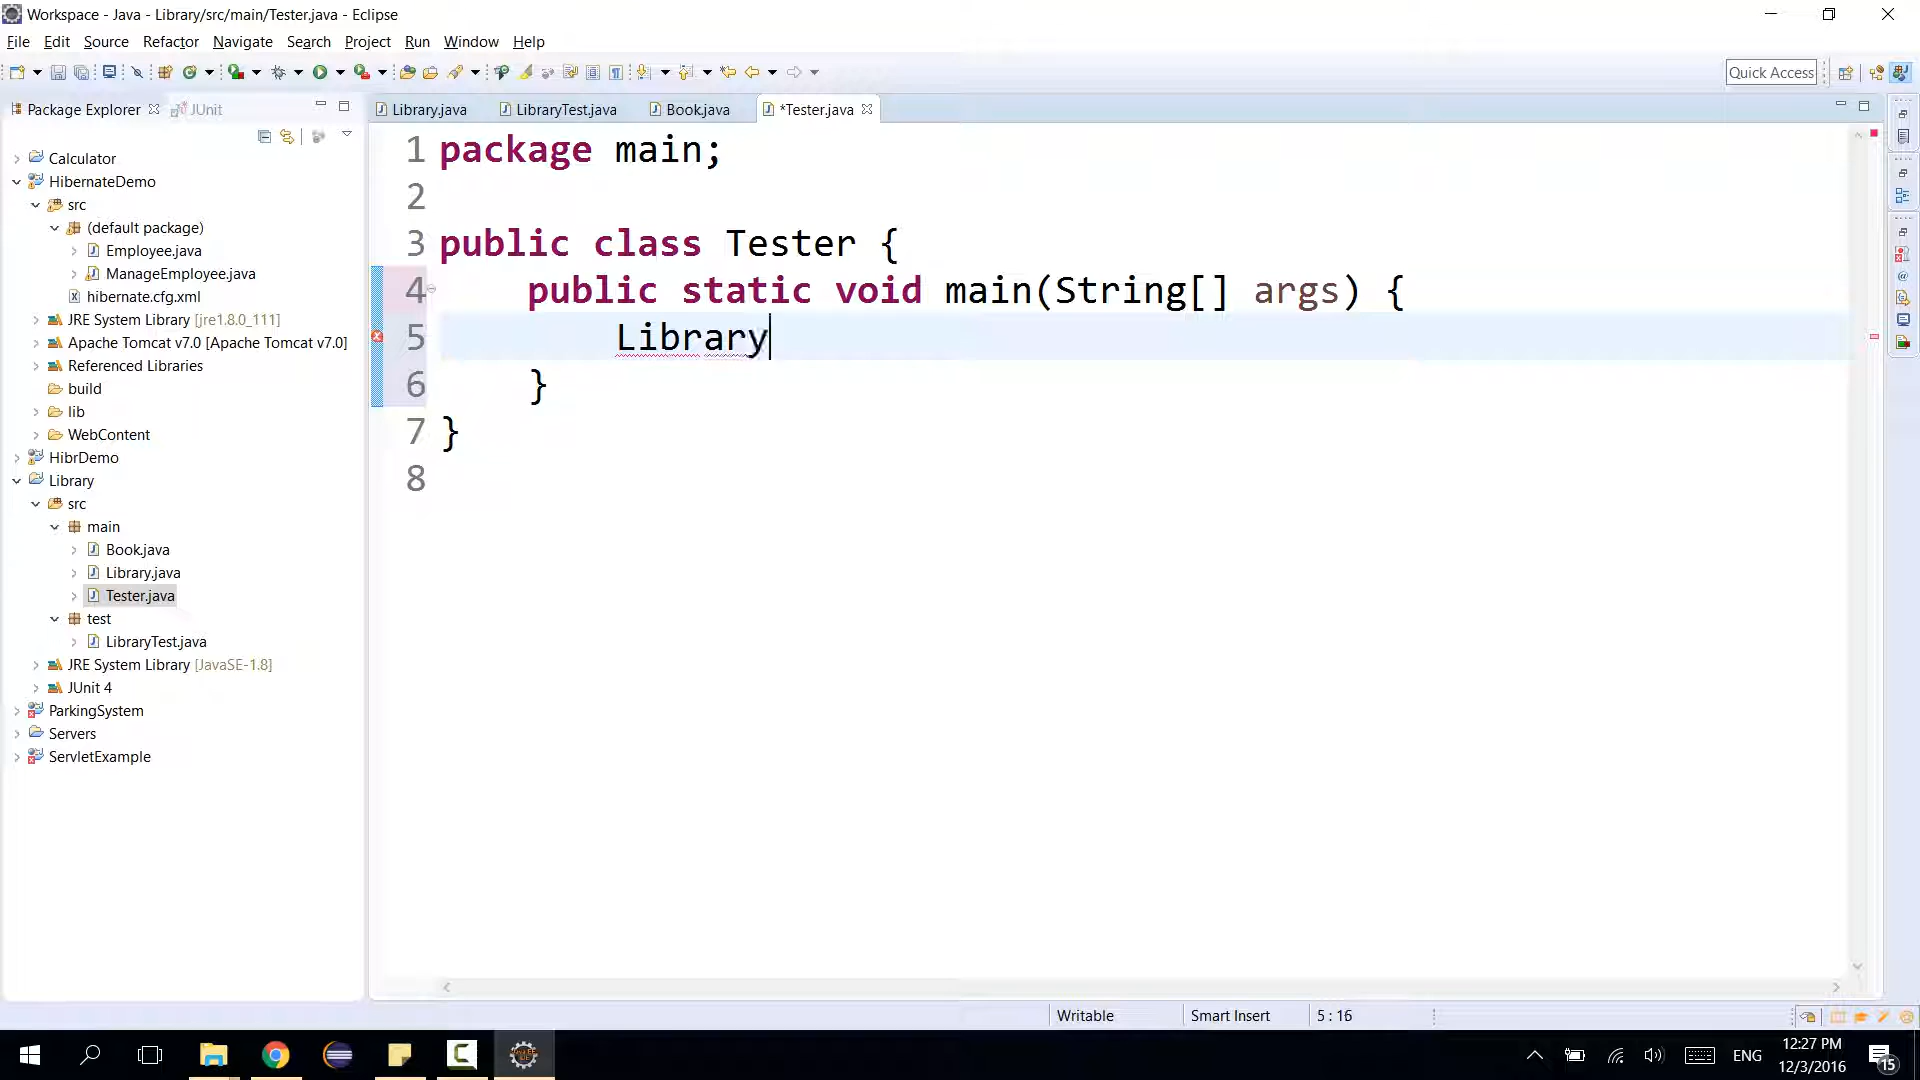 Workspace - Java - Library/src/main/Tester.java - Eclipse
File Edit Source Refactor Navigate Search Project Run Window Help
Quick Access
Package Explorer JUnit
Library.java LibraryTest.java Book.java *Tester.java
Calculator
HibernateDemo
src
(default package)
Employee.java
ManageEmployee.java
hibernate.cfg.xml
JRE System Library [jre1.8.0_111]
Apache Tomcat v7.0 [Apache Tomcat v7.0]
Referenced Libraries
build
lib
WebContent
HibrDemo
Library
src
main
Book.java
Library.java
Tester.java
test
LibraryTest.java
JRE System Library [JavaSE-1.8]
JUnit 4
ParkingSystem
Servers
ServletExample
1 package main;
2
3 public class Tester {
4 public static void main(String[] args) {
5 Library
6 }
7 }
8
Writable Smart Insert 5 : 16
ENG
12:27 PM
12/3/2016
15